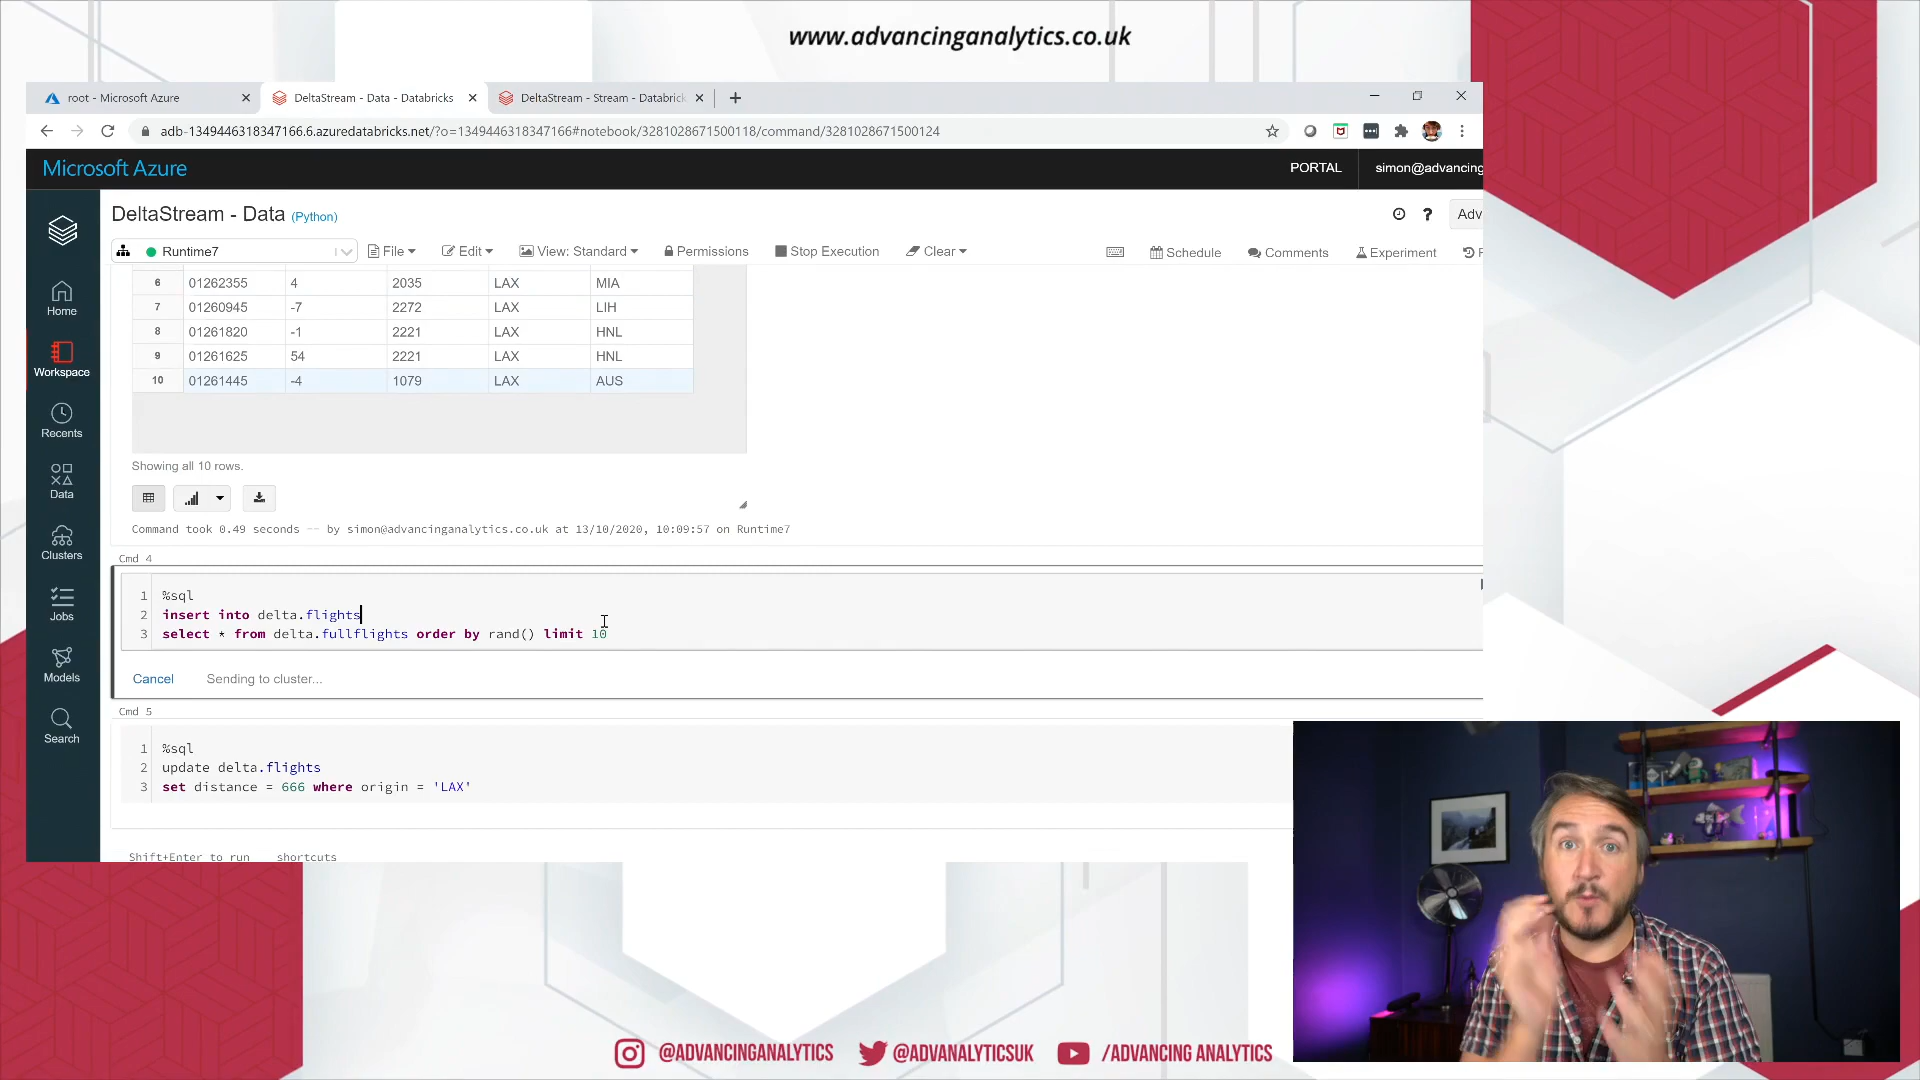 www.advancinganalytics.co.uk
root - Microsoft Azure
DeltaStream - Data - Databricks
DeltaStream - Stream - Databric
adb-1349446318347166.6.azuredatabricks.net/?o=1349446318347166#notebook/3281028671500118/command/3281028671500124
Microsoft Azure
PORTAL
simon@advancing
DeltaStream - Data (Python)
Adv
Runtime7
File
Edit
View: Standard
Permissions
Stop Execution
Clear
Schedule
Comments
Experiment
Home
Workspace
Recents
Data
Clusters
Jobs
Models
Search
6 01262355 4 2035 LAX MIA
7 01260945 -7 2272 LAX LIH
8 01261820 -1 2221 LAX HNL
9 01261625 54 2221 LAX HNL
10 01261445 -4 1079 LAX AUS
Showing all 10 rows.
Command took 0.49 seconds -- by simon@advancinganalytics.co.uk at 13/10/2020, 10:09:57 on Runtime7
Cmd 4
1 %sql
2 insert into delta.flights
3 select * from delta.fullflights order by rand() limit 10
Cancel Sending to cluster...
Cmd 5
1 %sql
2 update delta.flights
3 set distance = 666 where origin = 'LAX'
Shift+Enter to run shortcuts
@ADVANCINGANALYTICS @ADVANALYTICSUK /ADVANCING ANALYTICS